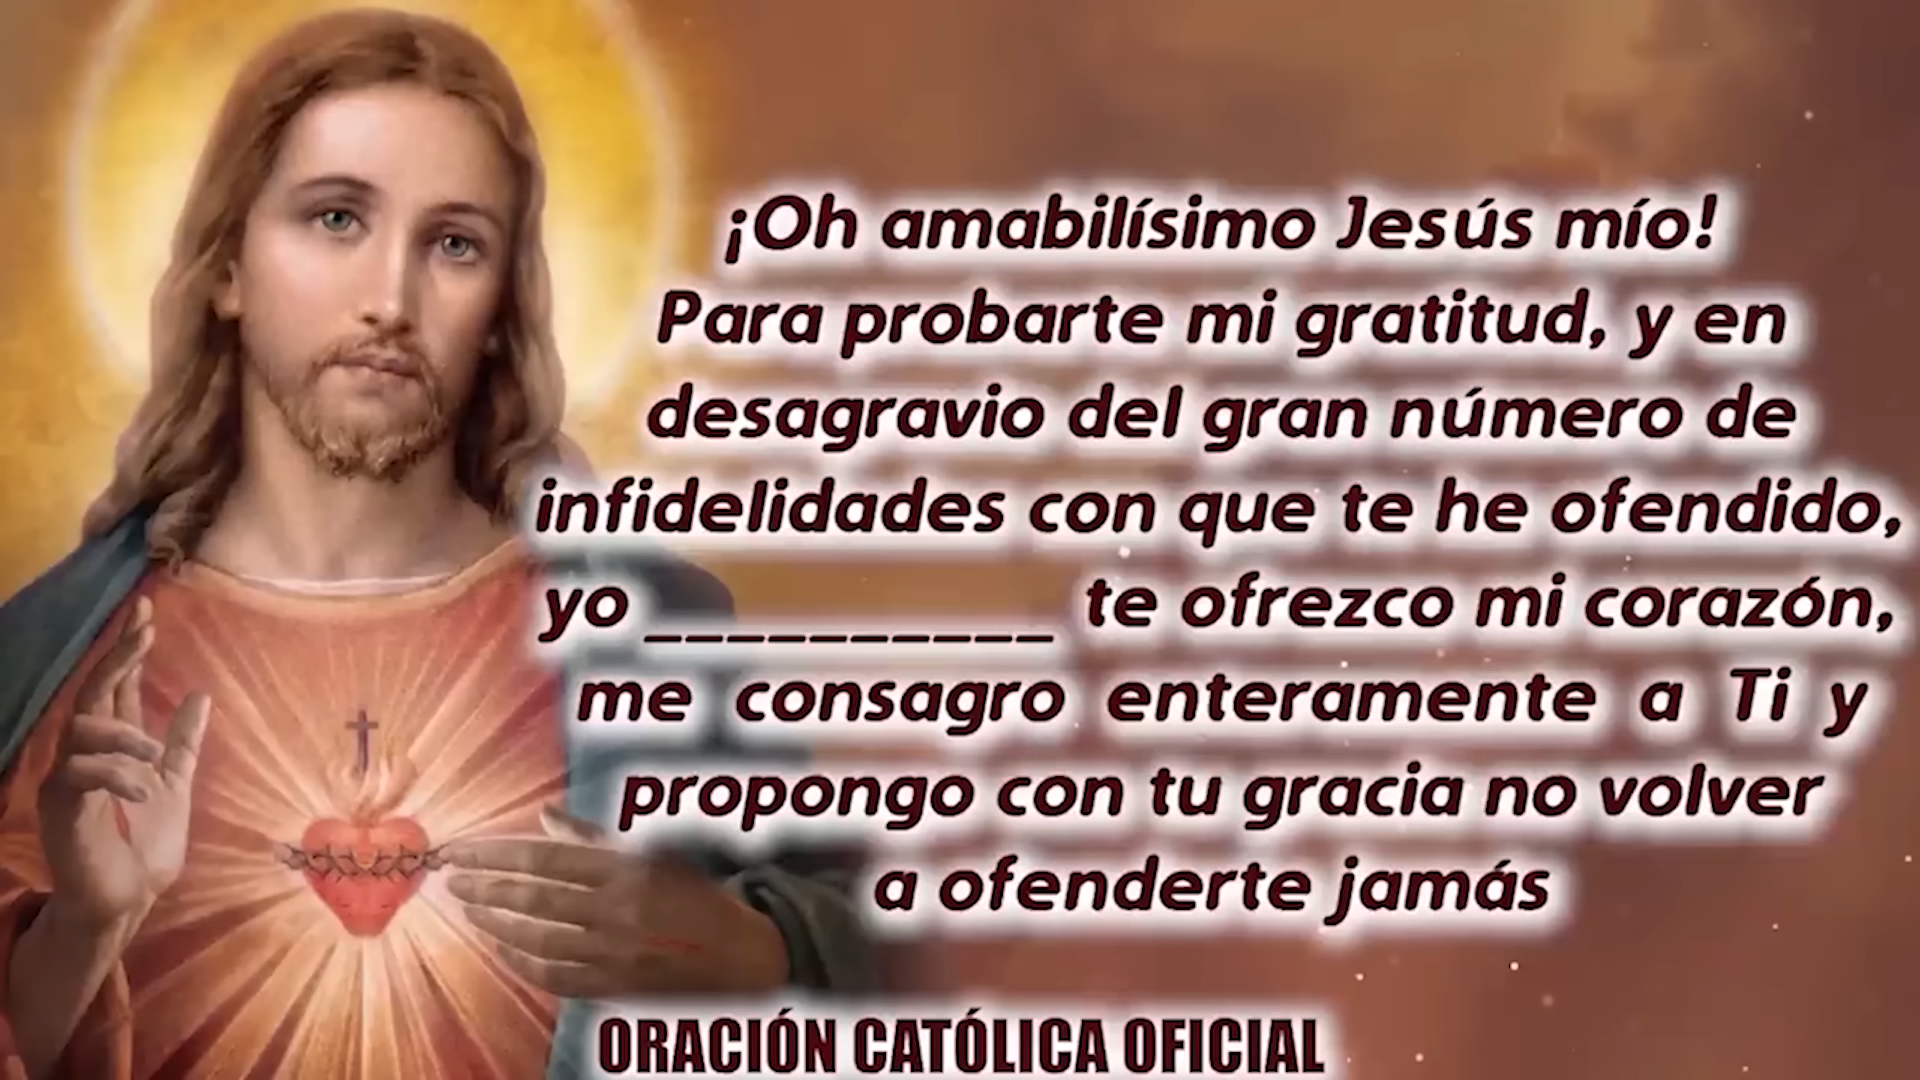 ¡Oh amabilísimo Jesús mío!
Para probarte mi gratitud, y en
desagravio del gran número de
infidelidades con que te he ofendido,
yo __________ te ofrezco mi corazón,
me consagro enteramente a Ti y
propongo con tu gracia no volver
a ofenderte jamás
ORACIÓN CATÓLICA OFICIAL